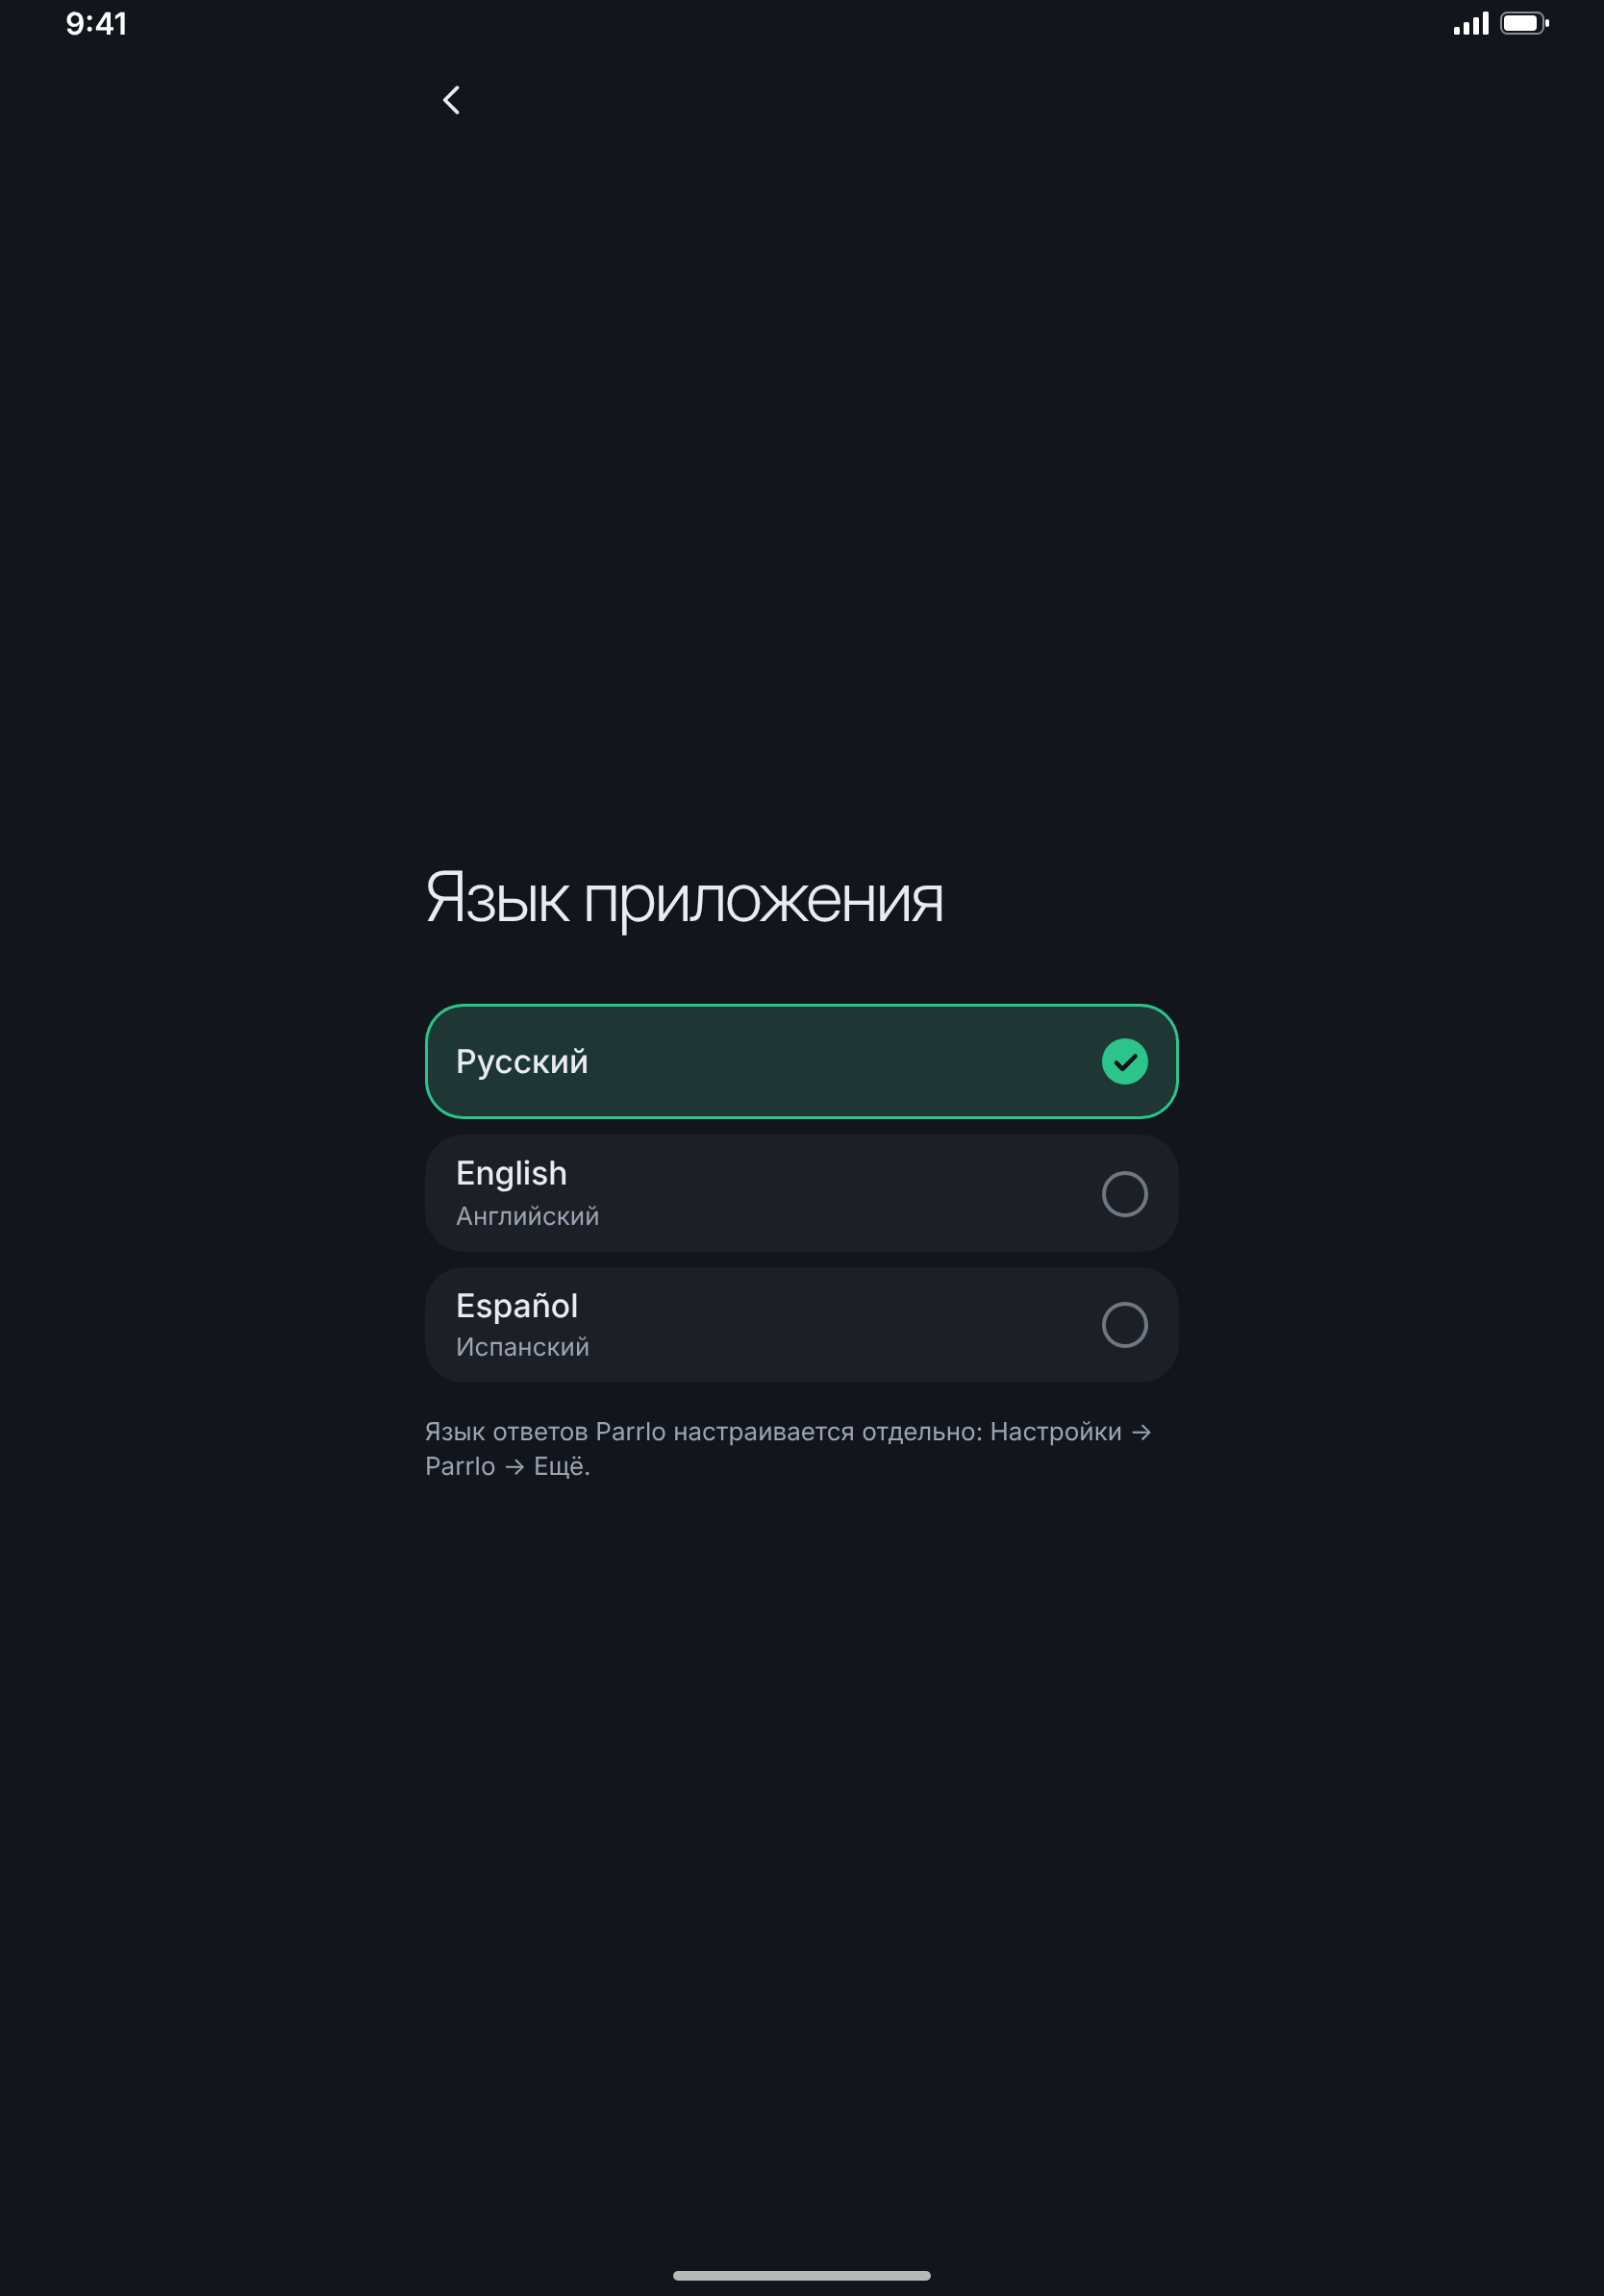 9:41
Язык приложения
Русский
English
Английский
Español
Испанский
Язык ответов Parrlo настраивается отдельно: Настройки →
Parrlo → Ещё.